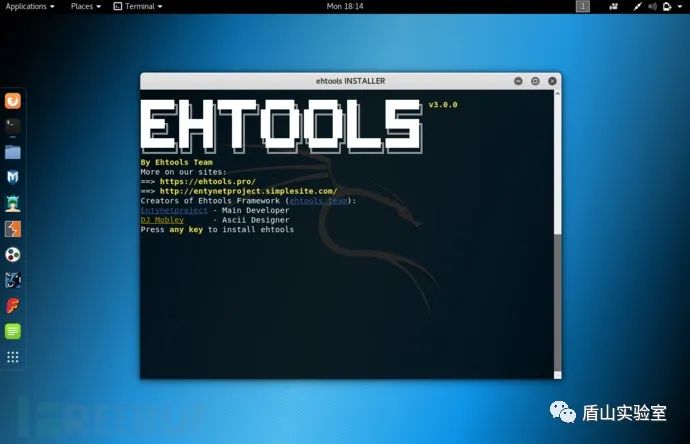 Applications Places Terminal Mon 18:14 1
ehtools INSTALLER
EHTOOLS v3.0.0
By Ehtools Team
More on our sites:
==> https://ehtools.pro/
==> http://entynetproject.simplesite.com/
Creators of Ehtools Framework (ehtools team):
Entynetproject - Main Developer
DJ Mobley - Ascii Designer
Press any key to install ehtools
盾山实验室